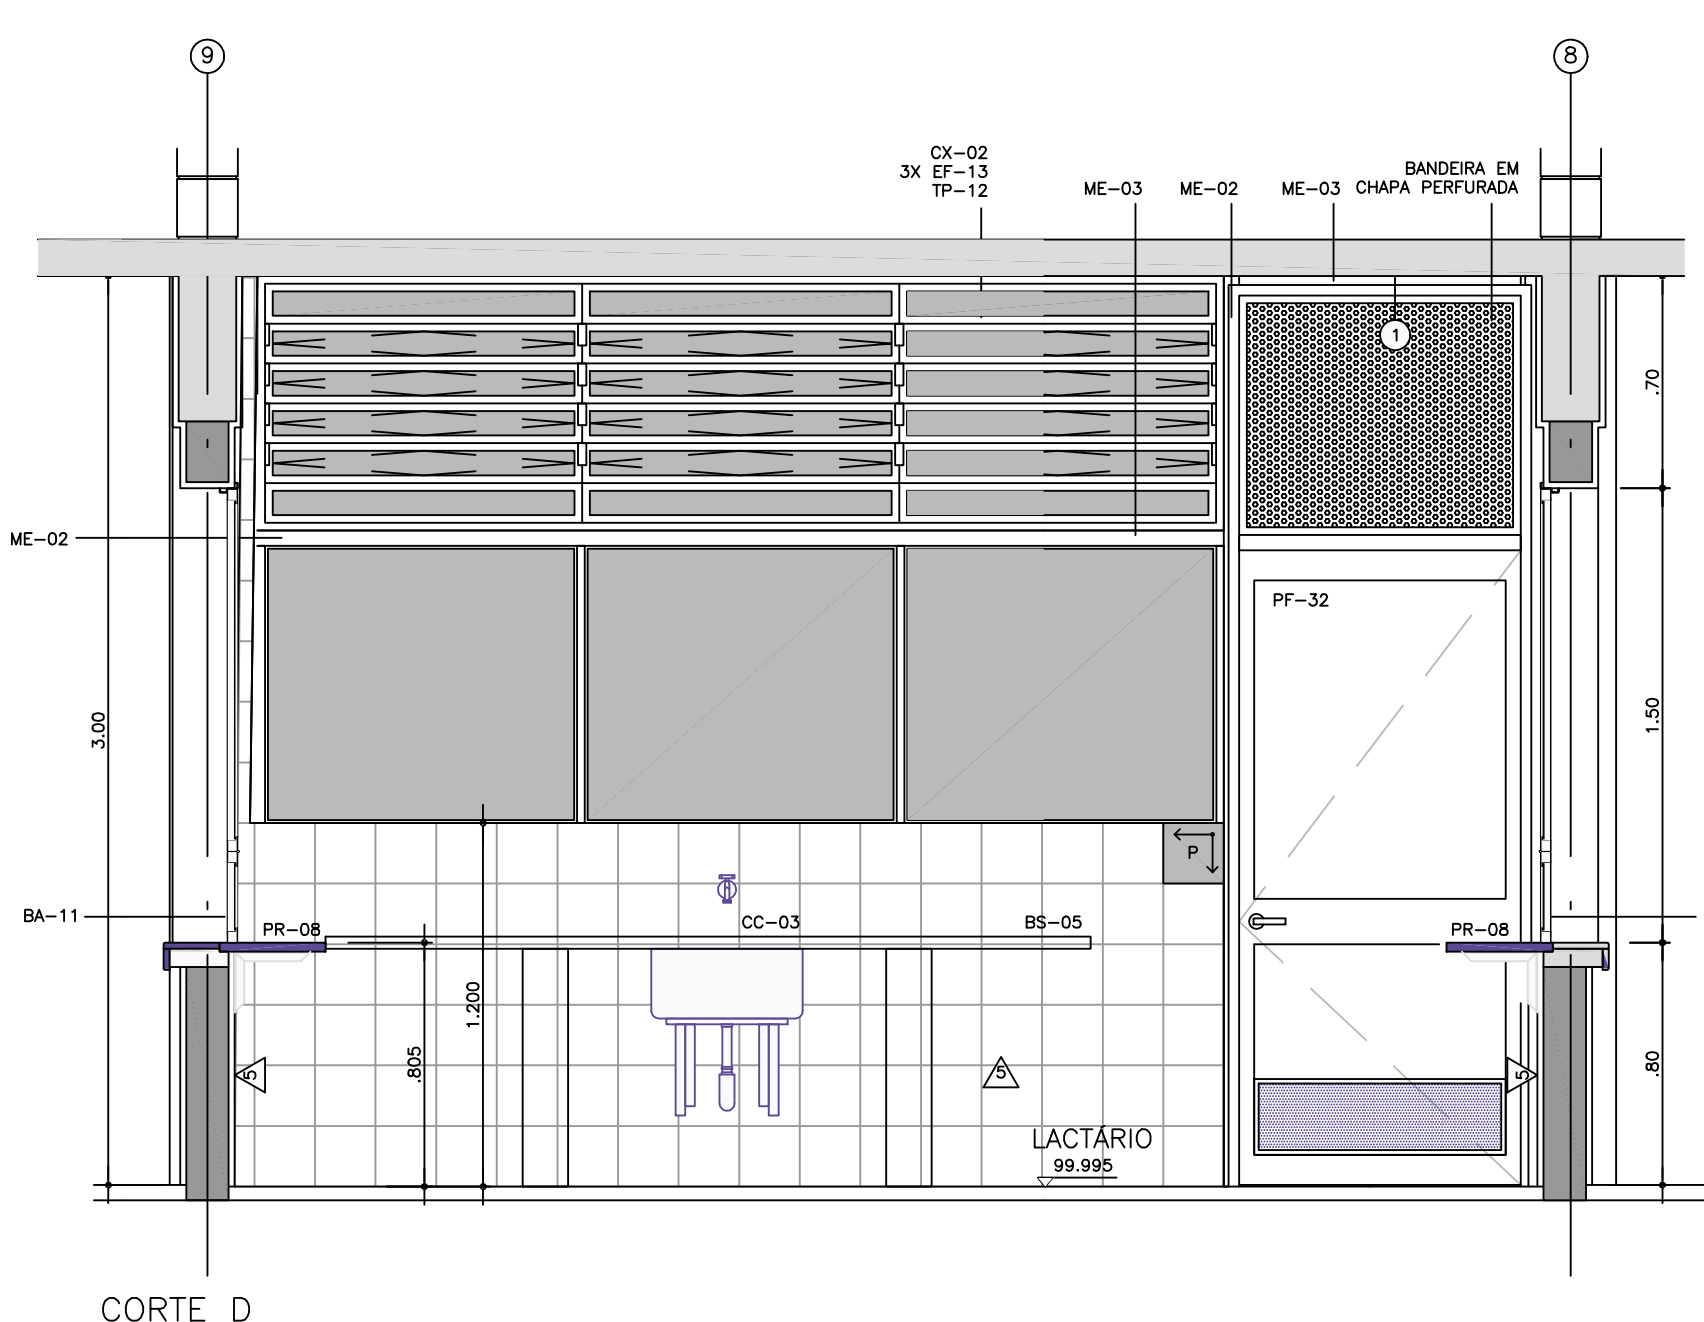 9
8
CX-02
3X EF-13
TP-12
ME-03
ME-02
ME-03
BANDEIRA EM
CHAPA PERFURADA
1
.70
ME-02
PF-32
3.00
1.50
P
BA-11
PR-08
CC-03
BS-05
PR-08
1.200
.805
.80
5
5
5
LACTÁRIO
99.995
CORTE D